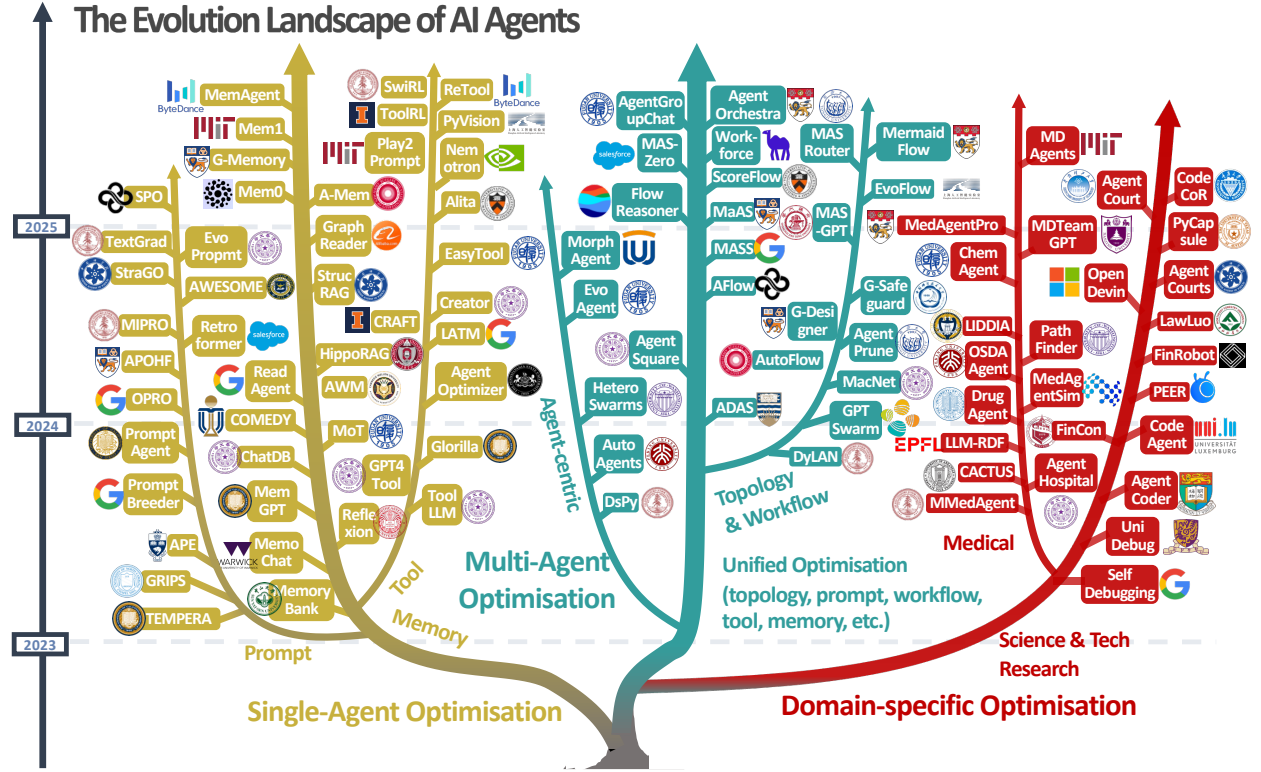 The Evolution Landscape of AI Agents
2025
2024
2023
MemAgent
ByteDance
Mem1
MIT
G-Memory
Mem0
SPO
TextGrad
StraGO
Evo
Propmt
AWESOME
MIPRO
Retro
former
salesforce
APOHF
OPRO
Read
Agent
COMEDY
Prompt
Agent
ChatDB
Prompt
Breeder
Mem
GPT
APE
WARWICK
Memo
Chat
GRIPS
Memory
Bank
TEMPERA
Prompt
SwiRL
ToolRL
MIT
Play2
Prompt
A-Mem
Graph
Reader
Struc
RAG
CRAFT
HippoRAG
AWM
MoT
GPT4
Tool
Refle
xion
ReTool
ByteDance
PyVision
Nem
otron
Alita
EasyTool
Creator
LATM
Agent
Optimizer
Glorilla
Tool
LLM
Tool
Memory
Single-Agent Optimisation
AgentGro
upChat
MAS-
Zero
salesforce
Flow
Reasoner
Morph
Agent
Evo
Agent
Agent
Square
Hetero
Swarms
Auto
Agents
DsPy
Agent-centric
Multi-Agent
Optimisation
Agent
Orchestra
Work-
force
ScoreFlow
MaAS
MASS
AFlow
G-Desi
gner
AutoFlow
ADAS
MAS
Router
MAS
-GPT
Mermaid
Flow
EvoFlow
G-Safe
guard
Agent
Prune
MacNet
GPT
Swarm
EPFL
DyLAN
Topology
& Workflow
Unified Optimisation
(topology, prompt, workflow,
tool, memory, etc.)
MD
Agents
MIT
Agent
Court
Code
CoR
MedAgentPro
MDTeam
GPT
PyCap
sule
Chem
Agent
Open
Devin
Agent
Courts
LIDDIA
Path
Finder
LawLuo
OSDA
Agent
FinRobot
MedAg
entSim
PEER
Drug
Agent
FinCon
Code
Agent
uni.lu
UNIVERSITÄT
LUXEMBURG
LLM-RDF
CACTUS
Agent
Hospital
Agent
Coder
MMedAgent
Uni
Debug
Medical
Self
Debugging
Science & Tech
Research
Domain-specific Optimisation